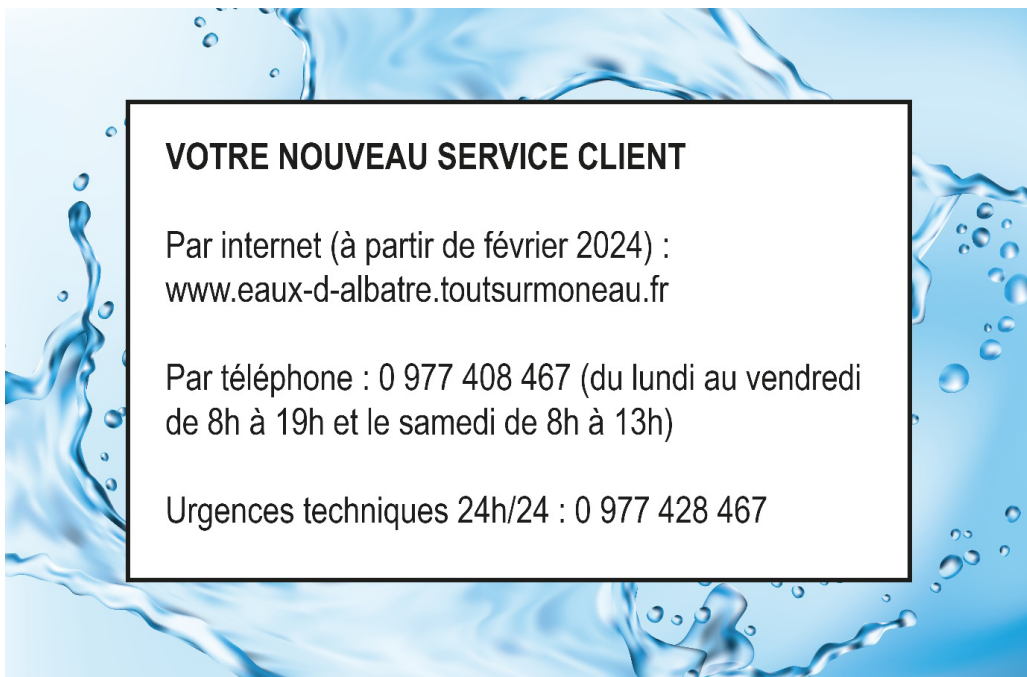 VOTRE NOUVEAU SERVICE CLIENT
Par internet (à partir de février 2024) :
www.eaux-d-albatre.toutsurmoneau.fr
Par téléphone : 0 977 408 467 (du lundi au vendredi
de 8h à 19h et le samedi de 8h à 13h)
Urgences techniques 24h/24 : 0 977 428 467